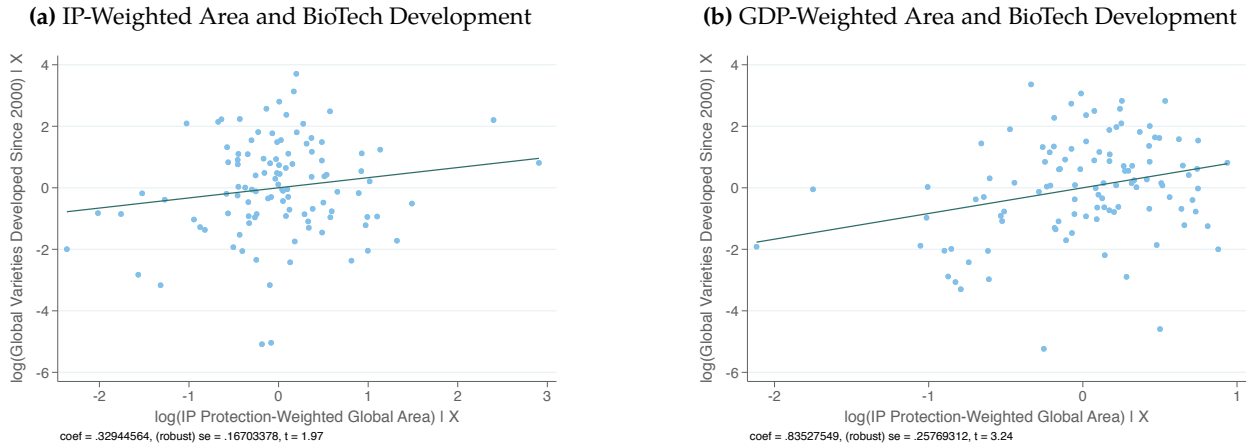 (a) IP-Weighted Area and BioTech Development
log(Global Varieties Developed Since 2000) | X
4
2
0
-2
-4
-6
-2
-1
0
1
2
3
log(IP Protection-Weighted Global Area) | X
coef = .32944564, (robust) se = .16703378, t = 1.97
(b) GDP-Weighted Area and BioTech Development
log(Global Varieties Developed Since 2000) | X
4
2
0
-2
-4
-6
-2
-1
0
1
log(IP Protection-Weighted Global Area) | X
coef = .83527549, (robust) se = .25769312, t = 3.24